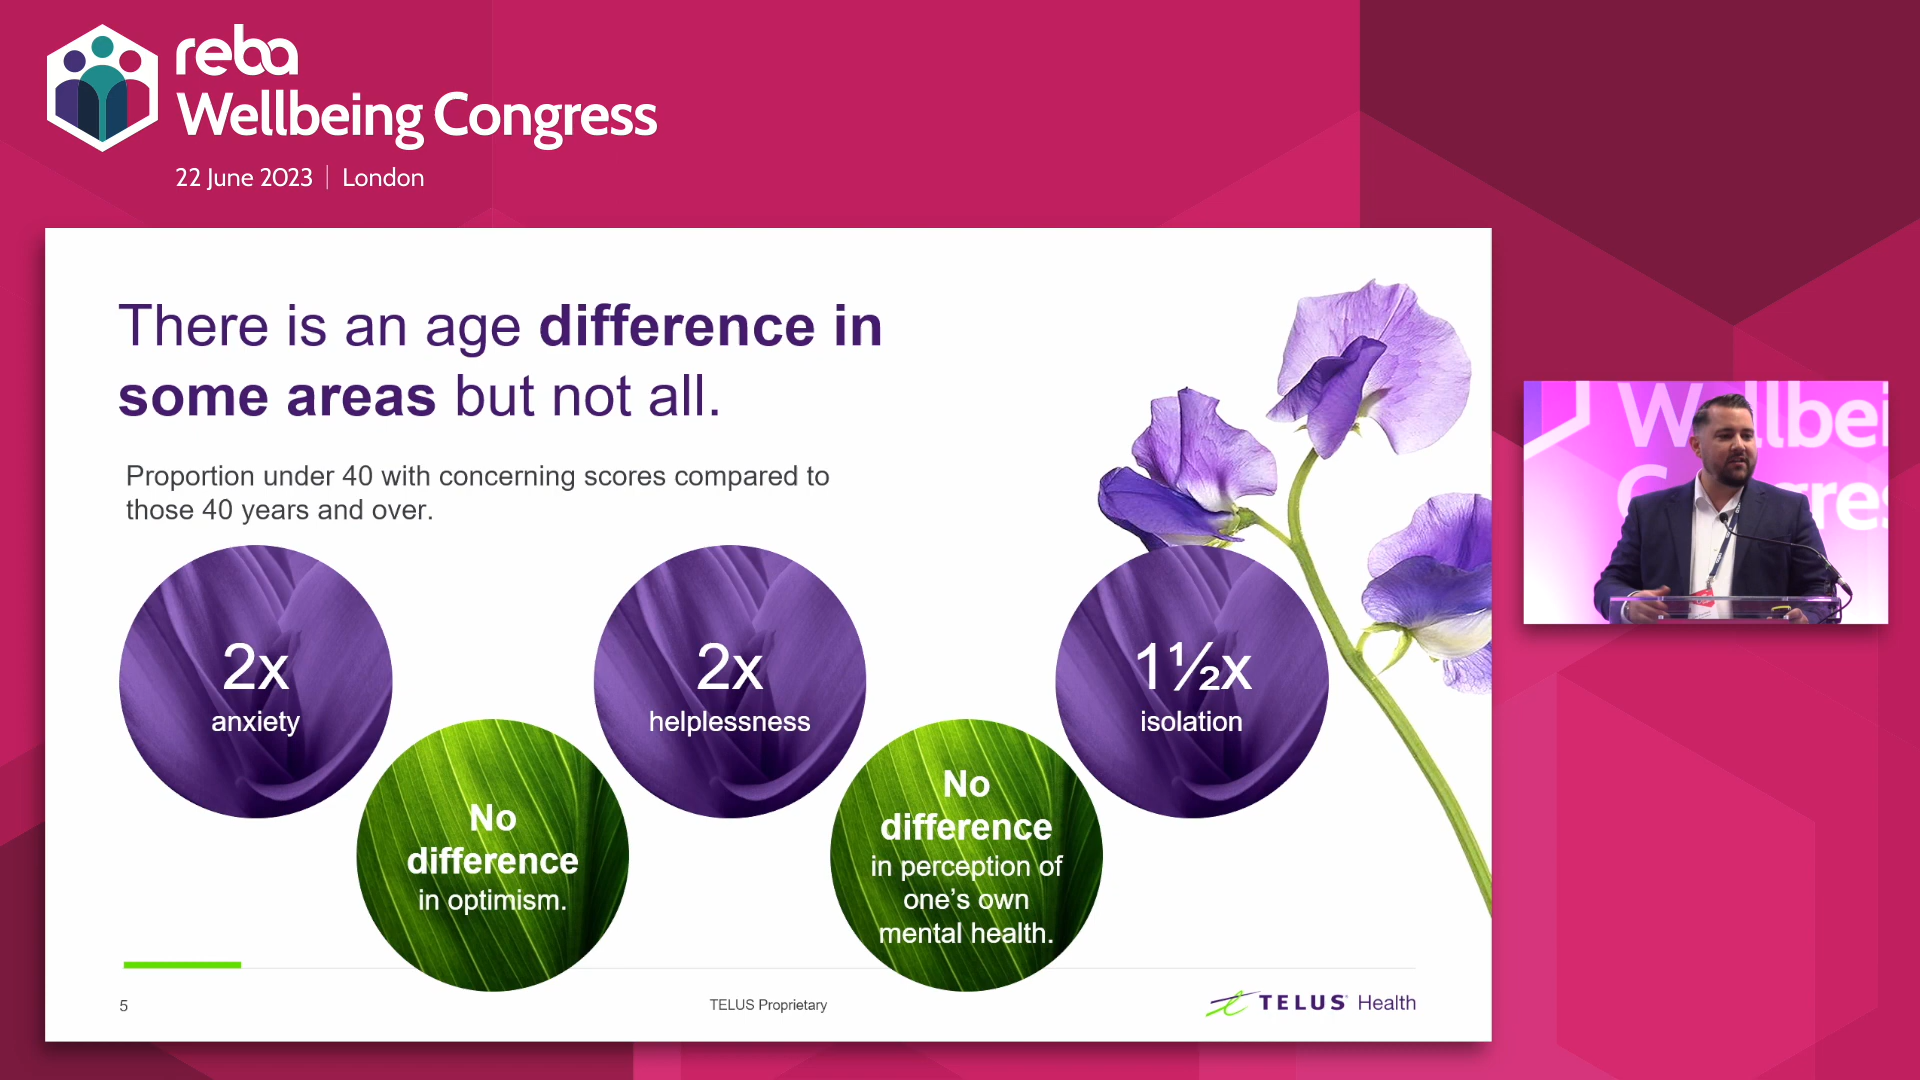 reba
Wellbeing Congress
22 June 2023 | London
There is an age difference in
some areas but not all.
Proportion under 40 with concerning scores compared to
those 40 years and over.
2x
anxiety
2x
helplessness
1½x
isolation
No
difference
in optimism.
No
difference
in perception of
one's own
mental health.
5
TELUS Proprietary
TELUS Health